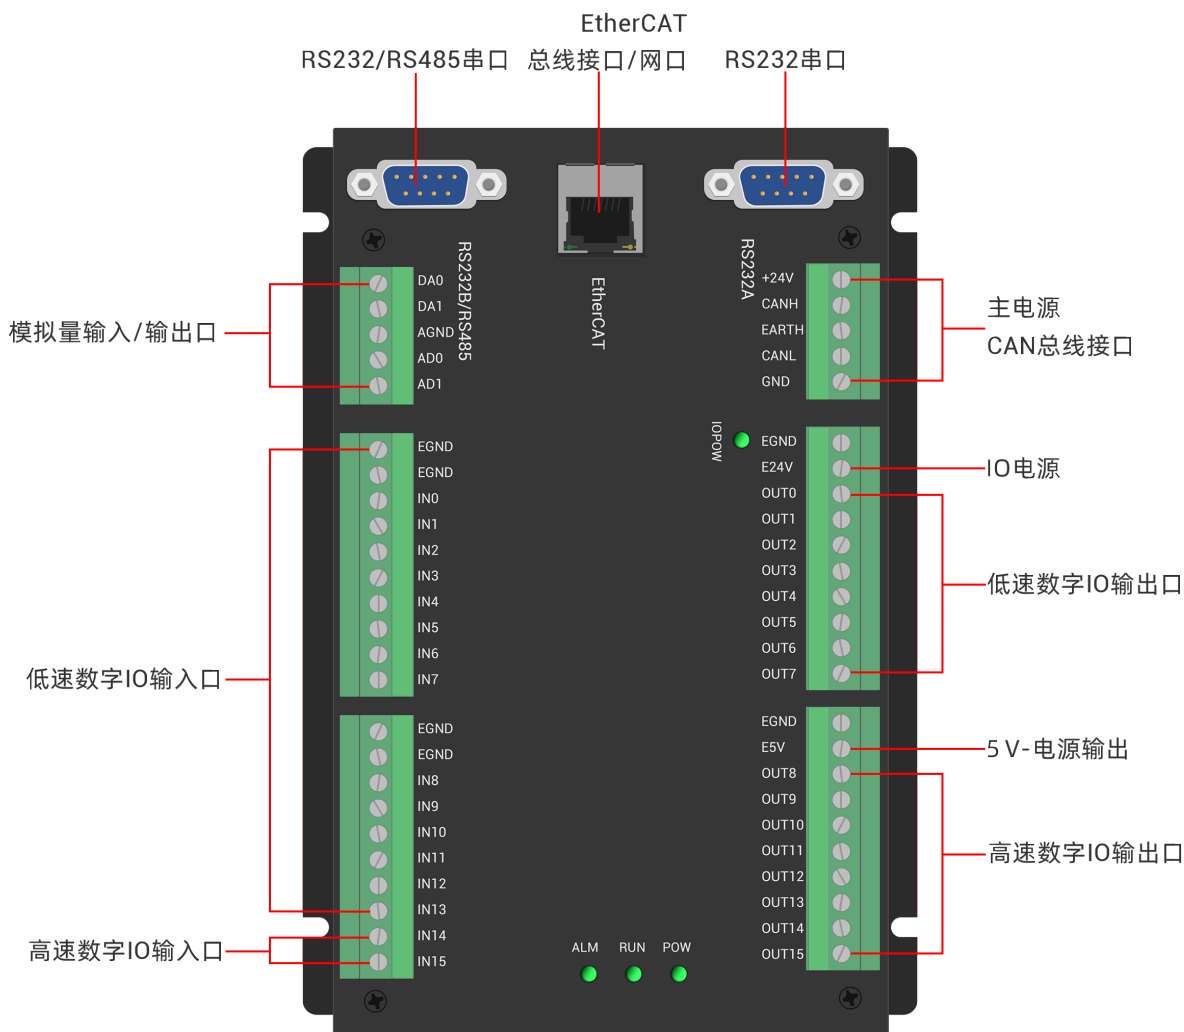 EtherCAT
RS232/RS485串口
总线接口/网口
RS232串口
RS232B/RS485
EtherCAT
RS232A
模拟量输入/输出口
DA0
DA1
AGND
AD0
AD1
+24V
CANH
EARTH
CANL
GND
主电源
CAN总线接口
低速数字IO输入口
EGND
EGND
IN0
IN1
IN2
IN3
IN4
IN5
IN6
IN7
IOPOW
EGND
E24V
OUT0
OUT1
OUT2
OUT3
OUT4
OUT5
OUT6
OUT7
IO电源
低速数字IO输出口
EGND
EGND
IN8
IN9
IN10
IN11
IN12
IN13
IN14
IN15
高速数字IO输入口
EGND
E5V
OUT8
OUT9
OUT10
OUT11
OUT12
OUT13
OUT14
OUT15
5V-电源输出
高速数字IO输出口
ALM RUN POW